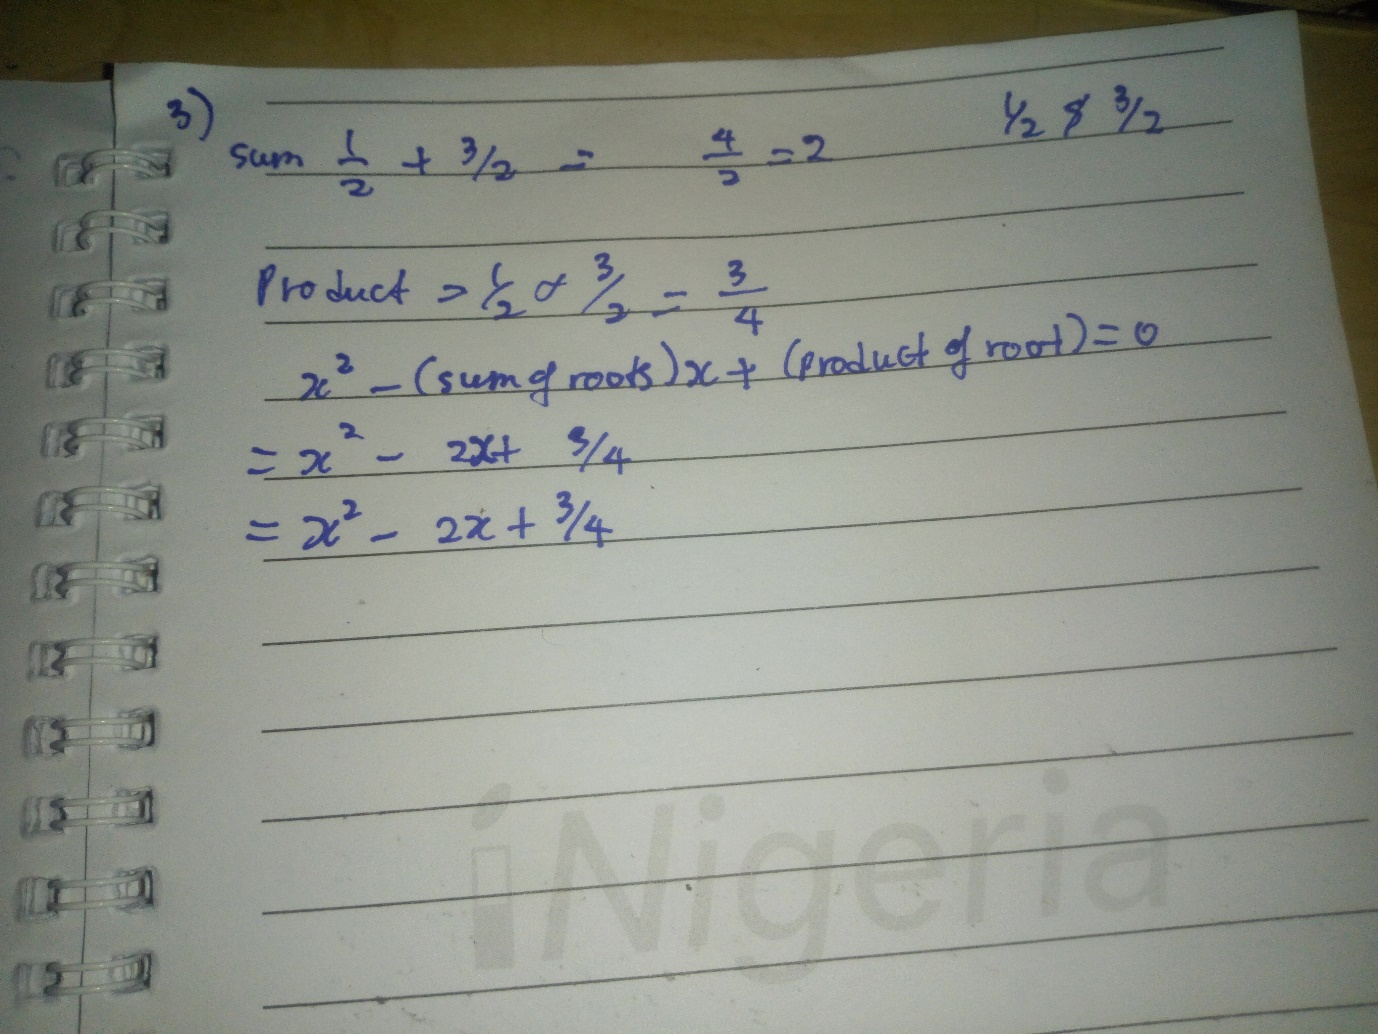 3)
sum 1/2 + 3/2 = 4/2 = 2 1/2 & 3/2
Product => 1/2 x 3/2 = 3/4
x² - (sum of roots)x + (product of root) = 0
= x² - 2x + 3/4
= x² - 2x + 3/4
iNigeria